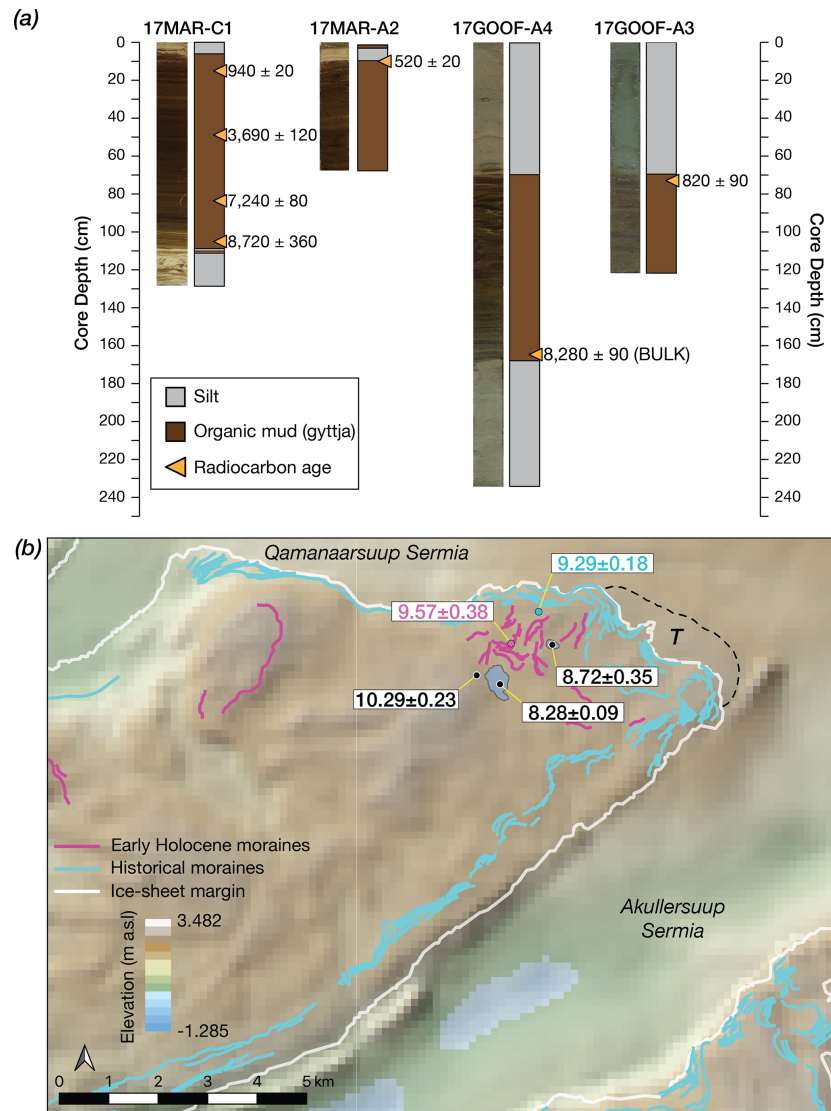 (a)
17MAR-C1 17MAR-A2 17GOOF-A4 17GOOF-A3
0
20
40
60
80
100
120
140
160
180
200
220
240
Core Depth (cm)
940 ± 20
3,690 ± 120
7,240 ± 80
8,720 ± 360
520 ± 20
8,280 ± 90 (BULK)
820 ± 90
0
20
40
60
80
100
120
140
160
180
200
220
240
Core Depth (cm)
Silt
Organic mud (gyttja)
Radiocarbon age
(b)
Qamanaarsuup Sermia
9.29±0.18
9.57±0.38
T
8.72±0.35
10.29±0.23
8.28±0.09
Early Holocene moraines
Historical moraines
Ice-sheet margin
Elevation (m a.s.l)
3.482
-1.285
Akullersuup
Sermia
0 1 2 3 4 5 km